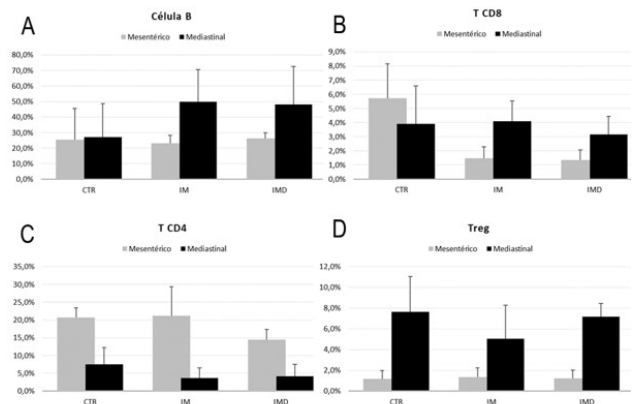 A
Célula B
Mesentérico Mediastinal
80,0%
70,0%
60,0%
50,0%
40,0%
30,0%
20,0%
10,0%
0,0%
CTR IM IMD
B
T CD8
Mesentérico Mediastinal
9,0%
8,0%
7,0%
6,0%
5,0%
4,0%
3,0%
2,0%
1,0%
0,0%
CTR IM IMD
C
T CD4
Mesentérico Mediastinal
35,0%
30,0%
25,0%
20,0%
15,0%
10,0%
5,0%
0,0%
CTR IM IMD
D
Treg
Mesentérico Mediastinal
12,0%
10,0%
8,0%
6,0%
4,0%
2,0%
0,0%
CTR IM IMD